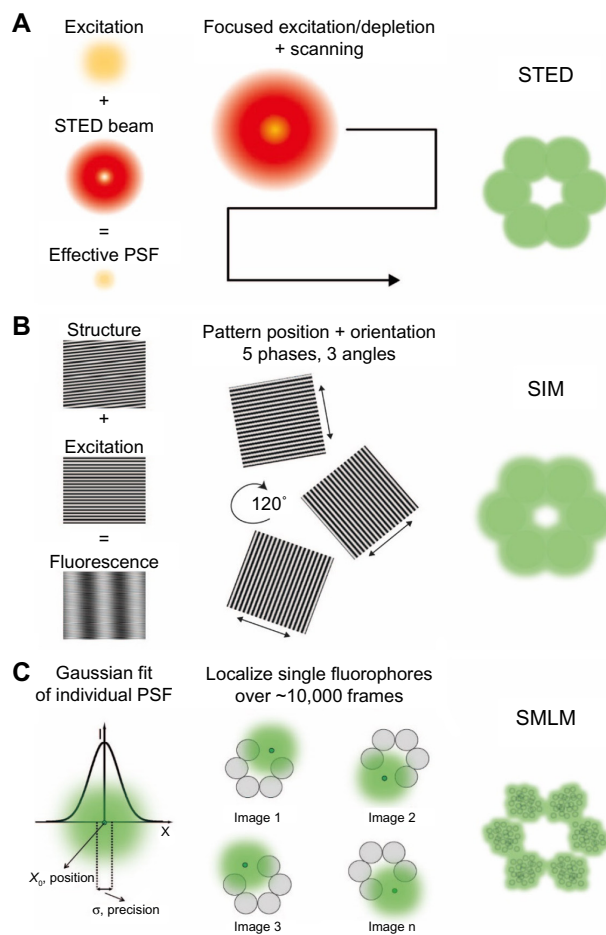 A
Excitation
+
STED beam
=
Effective PSF
Focused excitation/depletion
+ scanning
STED
B
Structure
+
Excitation
=
Fluorescence
Pattern position + orientation
5 phases, 3 angles
120°
SIM
C
Gaussian fit
of individual PSF
I
X
X₀, position
σ, precision
Localize single fluorophores
over ~10,000 frames
Image 1
Image 2
Image 3
Image n
SMLM